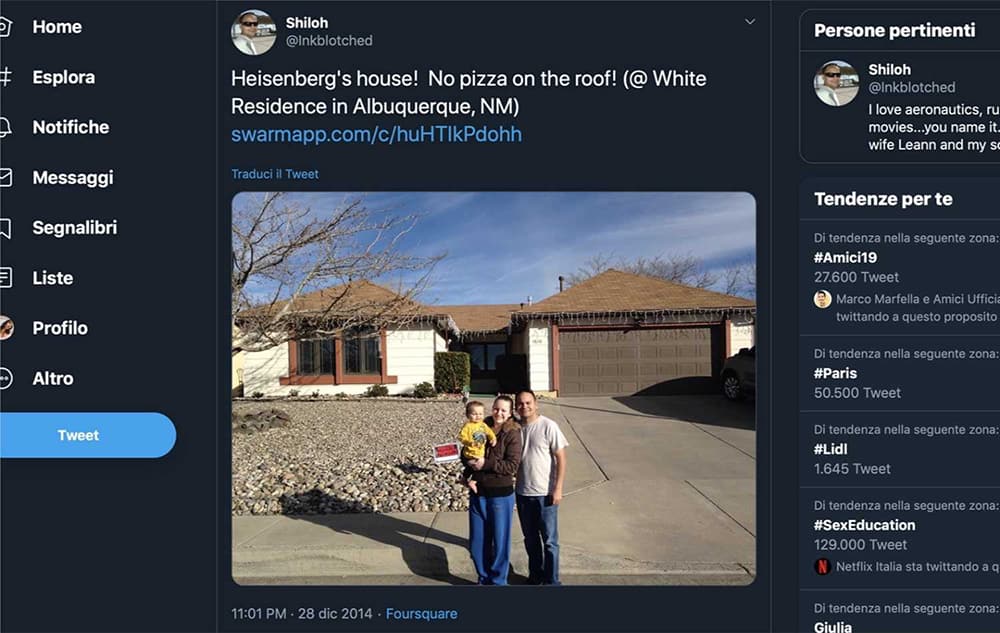 Home
Esplora
Notifiche
Messaggi
Segnalibri
Liste
Profilo
Altro
Tweet
Shiloh
@Inkblotched
Heisenberg's house! No pizza on the roof! (@ White
Residence in Albuquerque, NM)
swarmapp.com/c/huHTIkPdohh
Traduci il Tweet
11:01 PM · 28 dic 2014 · Foursquare
Persone pertinenti
Shiloh
@Inkblotched
I love aeronautics, ru
movies...you name it.
wife Leann and my so
Tendenze per te
Di tendenza nella seguente zona:
#Amici19
27.600 Tweet
Marco Marfella e Amici Uffici
twittando a questo proposito
Di tendenza nella seguente zona:
#Paris
50.500 Tweet
Di tendenza nella seguente zona:
#Lidl
1.645 Tweet
Di tendenza nella seguente zona:
#SexEducation
129.000 Tweet
Netflix Italia sta twittando a q
Di tendenza nella seguente zona:
Giulia